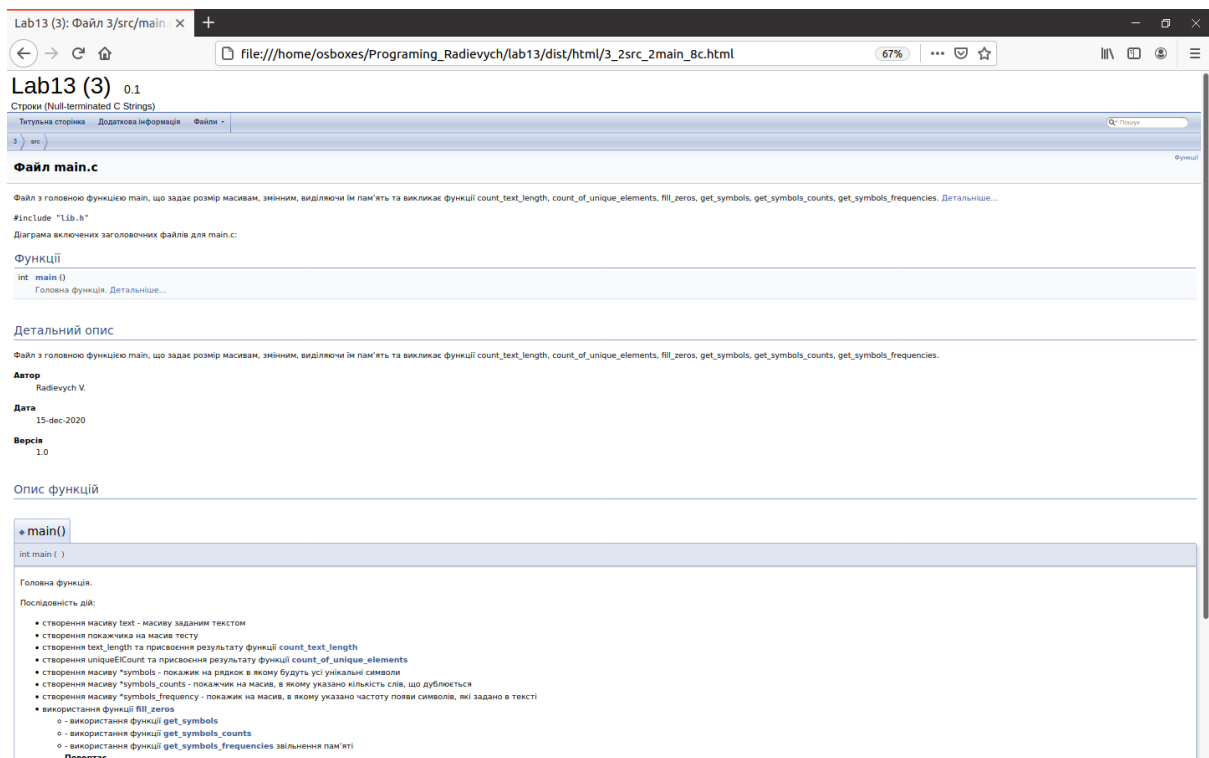 Lab13 (3): Файл 3/src/main.
file:///home/osboxes/Programing_Radievych/lab13/dist/html/3_2src_2main_8c.html
67%
Lab13 (3) 0.1
Строки (Null-terminated C Strings)
Титульна сторінка Додаткова інформація Файли
Пошук
3 src
Функції
Файл main.c
Файл з головною функцією main, що задає розмір масивам, змінним, виділяючи їм пам'ять та викликає функції count_text_length, count_of_unique_elements, fill_zeros, get_symbols, get_symbols_counts, get_symbols_frequencies. Детальніше...
#include "lib.h"
Діаграма включених заголовочних файлів для main.c:
Функції
int main ()
Головна функція. Детальніше...
Детальний опис
Файл з головною функцією main, що задає розмір масивам, змінним, виділяючи їм пам'ять та викликає функції count_text_length, count_of_unique_elements, fill_zeros, get_symbols, get_symbols_counts, get_symbols_frequencies.
Автор
Radievych V.
Дата
15-dec-2020
Версія
1.0
Опис функцій
main()
int main ( )
Головна функція.
Послідовність дій:
створення масиву text - масиву заданим текстом
створення покажчика на масив тесту
створення text_length та присвоєння результату функції count_text_length
створення uniqueElCount та присвоєння результату функції count_of_unique_elements
створення масиву *symbols - покажик на рядкок в якому будуть усі унікальні символи
створення масиву *symbols_counts - покажчик на масив, в якому указано кількість слів, що дублюється
створення масиву *symbols_frequency - покажик на масив, в якому указано частоту появи символів, які задано в тексті
використання функції fill_zeros
- використання функції get_symbols
- використання функції get_symbols_counts
- використання функції get_symbols_frequencies звільнення пам'яті
Повертає